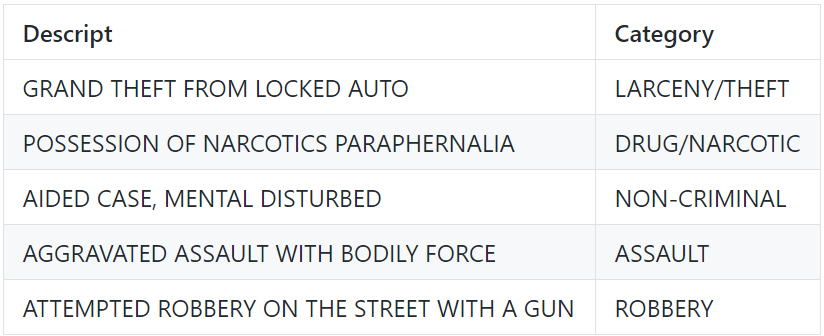 Descript Category
GRAND THEFT FROM LOCKED AUTO LARCENY/THEFT
POSSESSION OF NARCOTICS PARAPHERNALIA DRUG/NARCOTIC
AIDED CASE, MENTAL DISTURBED NON-CRIMINAL
AGGRAVATED ASSAULT WITH BODILY FORCE ASSAULT
ATTEMPTED ROBBERY ON THE STREET WITH A GUN ROBBERY